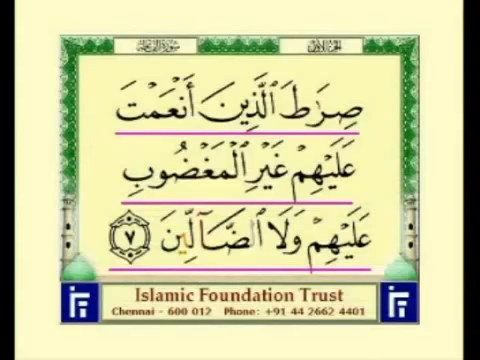 سورة الفاتحة الجزء الأول
صِرَٰطَ ٱلَّذِينَ أَنْعَمْتَ
عَلَيْهِمْ غَيْرِ ٱلْمَغْضُوبِ
عَلَيْهِمْ وَلَا ٱلضَّآلِّينَ ٧
Islamic Foundation Trust
Chennai - 600 012 Phone: +91 44 2662 4401